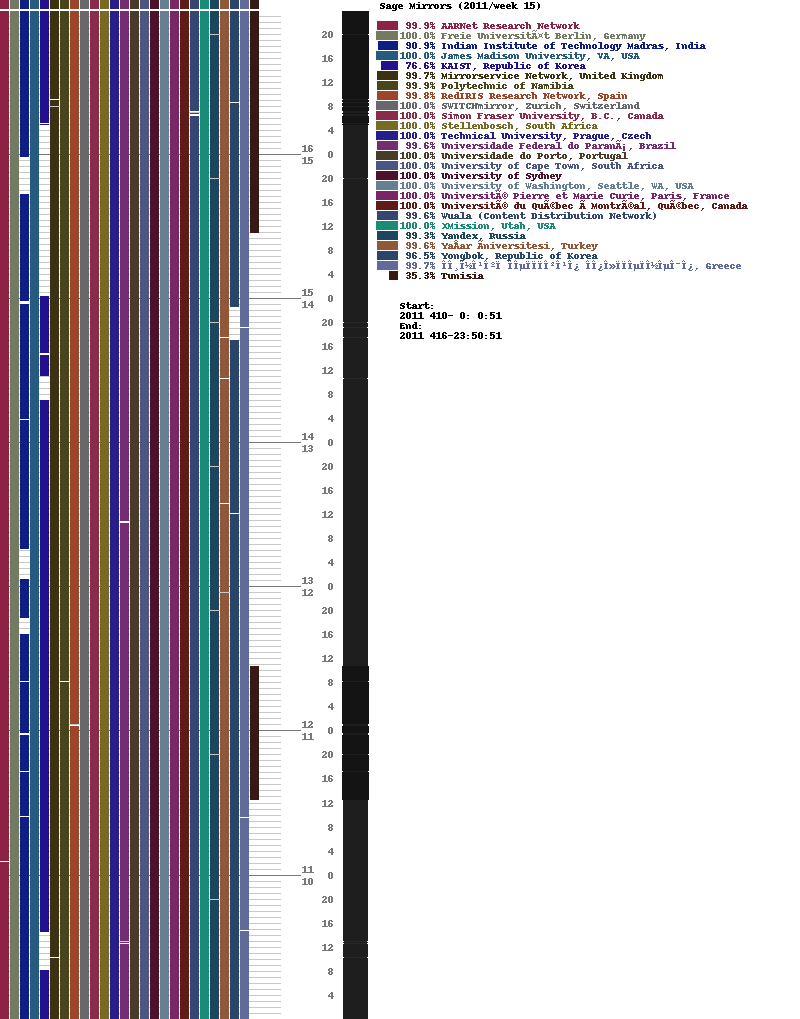 Sage Mirrors (2011/week 15)
99.9% AARNet Research Network
100.0% Freie UniversitÃ¤t Berlin, Germany
90.9% Indian Institute of Technology Madras, India
100.0% James Madison University, VA, USA
76.6% KAIST, Republic of Korea
99.7% Mirrorservice Network, United Kingdom
99.9% Polytechnic of Namibia
99.8% RedIRIS Research Network, Spain
100.0% SWITCHmirror, Zurich, Switzerland
100.0% Simon Fraser University, B.C., Canada
100.0% Stellenbosch, South Africa
100.0% Technical University, Prague, Czech
99.6% Universidade Federal do ParanÃ¡, Brazil
100.0% Universidade do Porto, Portugal
100.0% University of Cape Town, South Africa
100.0% University of Sydney
100.0% University of Washington, Seattle, WA, USA
100.0% UniversitÃ© Pierre et Marie Curie, Paris, France
100.0% UniversitÃ© du QuÃ©bec Ã MontrÃ©al, QuÃ©bec, Canada
99.6% Wuala (Content Distribution Network)
100.0% XMission, Utah, USA
99.3% Yandex, Russia
99.6% YaÅar Ãniversitesi, Turkey
96.5% Yongbok, Republic of Korea
99.7% Greece
35.3% Tunisia
Start:
2011 410- 0: 0:51
End:
2011 416-23:50:51
20
16
12
8
4
16
0
15
20
16
12
8
4
15
0
14
20
16
12
8
4
14
0
13
20
16
12
8
4
13
0
12
20
16
12
8
4
12
0
11
20
16
12
8
4
11
0
10
20
16
12
8
4